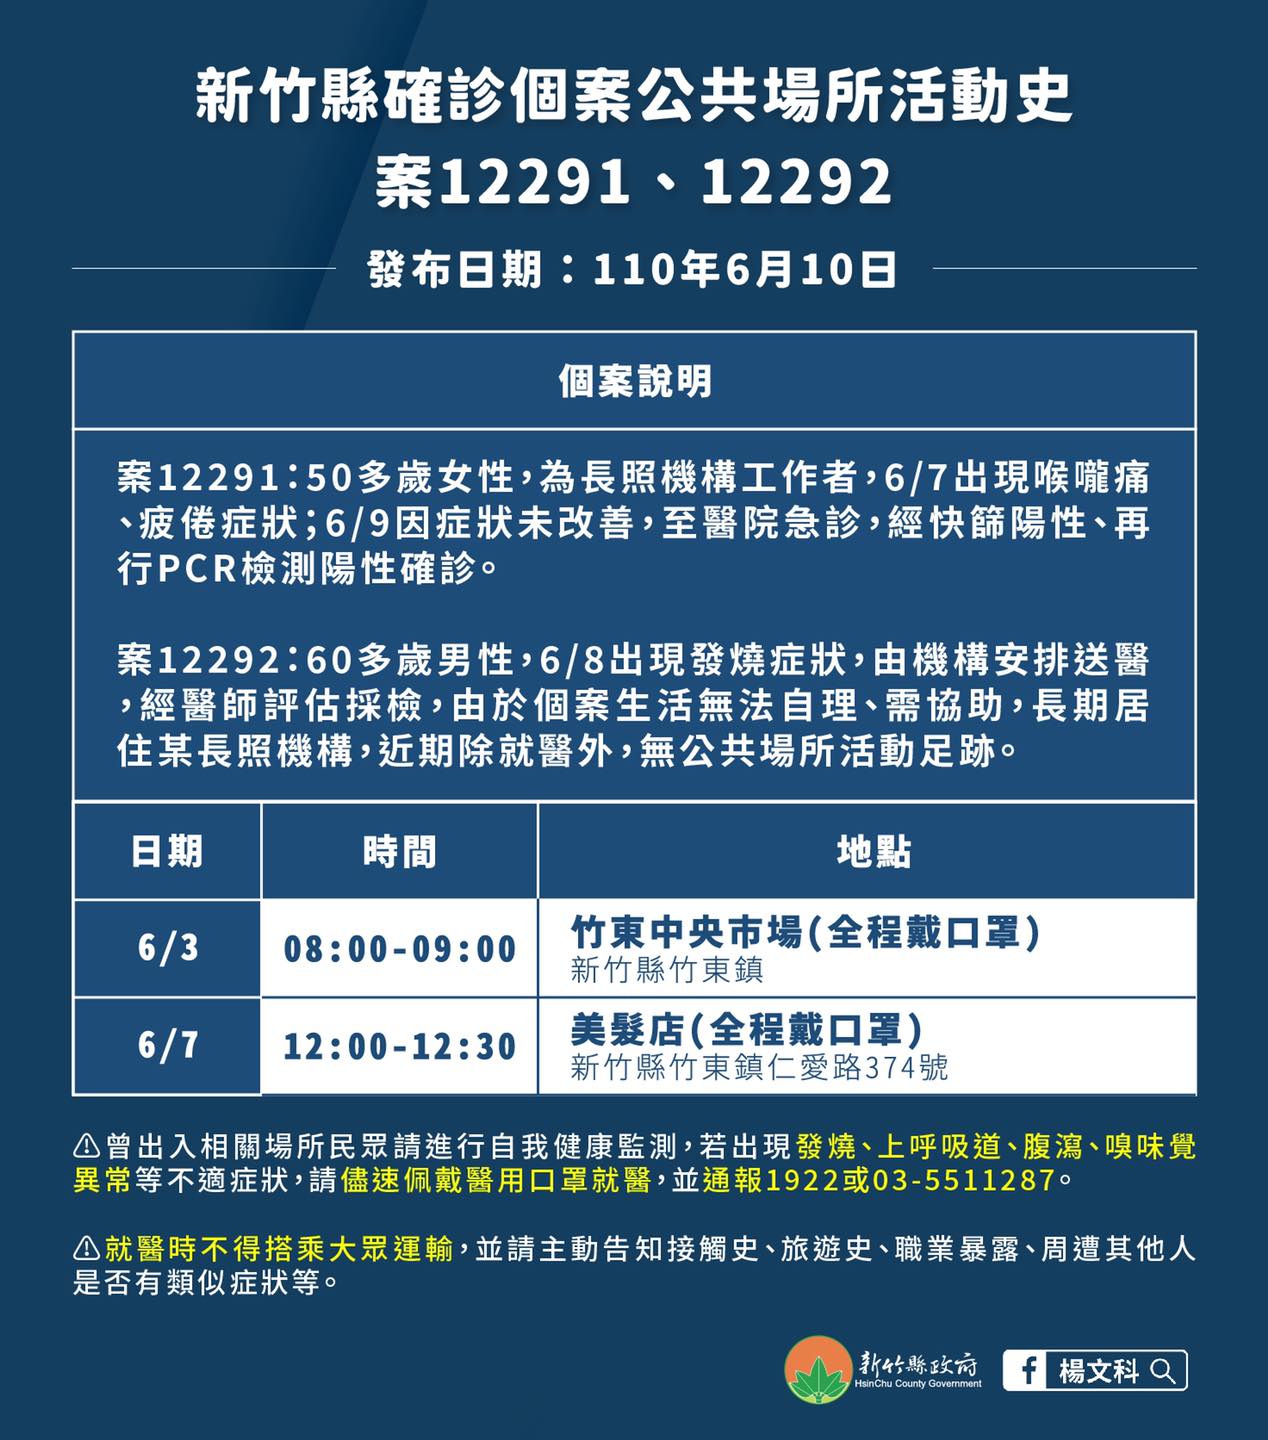 新竹縣確診個案公共場所活動史
案12291、12292
發布日期：110年6月10日
個案說明
案12291：50多歲女性，為長照機構工作者，6/7出現喉嚨痛
、疲倦症狀；6/9因症狀未改善，至醫院急診，經快篩陽性、再
行PCR檢測陽性確診。
案12292：60多歲男性，6/8出現發燒症狀，由機構安排送醫
，經醫師評估採檢，由於個案生活無法自理、需協助，長期居
住某長照機構，近期除就醫外，無公共場所活動足跡。
日期 時間 地點
6/3 08:00-09:00 竹東中央市場(全程戴口罩)
新竹縣竹東鎮
6/7 12:00-12:30 美髮店(全程戴口罩)
新竹縣竹東鎮仁愛路374號
⚠曾出入相關場所民眾請進行自我健康監測，若出現發燒、上呼吸道、腹瀉、嗅味覺
異常等不適症狀，請儘速佩戴醫用口罩就醫，並通報1922或03-5511287。
⚠就醫時不得搭乘大眾運輸，並請主動告知接觸史、旅遊史、職業暴露、周遭其他人
是否有類似症狀等。
新竹縣政府
HsinChu County Government
f 楊文科